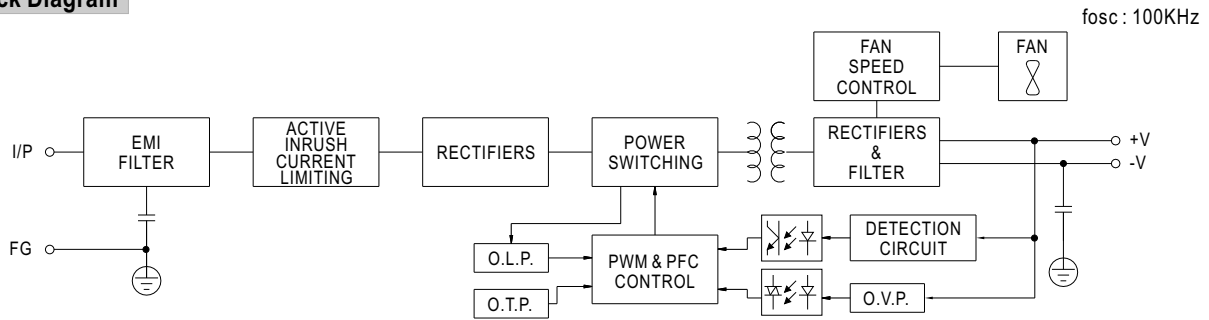 ck Diagram
fosc : 100KHz
FAN
SPEED
CONTROL
FAN
I/P
EMI
FILTER
ACTIVE
INRUSH
CURRENT
LIMITING
RECTIFIERS
POWER
SWITCHING
RECTIFIERS
&
FILTER
+V
-V
FG
O.L.P.
PWM & PFC
CONTROL
DETECTION
CIRCUIT
O.T.P.
O.V.P.